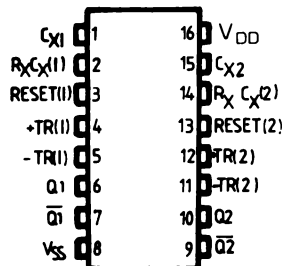 CX1 1 16 VDD
RXCX(1) 2 15 CX2
RESET(1) 3 14 RX CX(2)
+TR(1) 4 13 RESET(2)
-TR(1) 5 12 +TR(2)
Q1 6 11 -TR(2)
Q̅1̅ 7 10 Q2
VSS 8 9 Q̅2̅